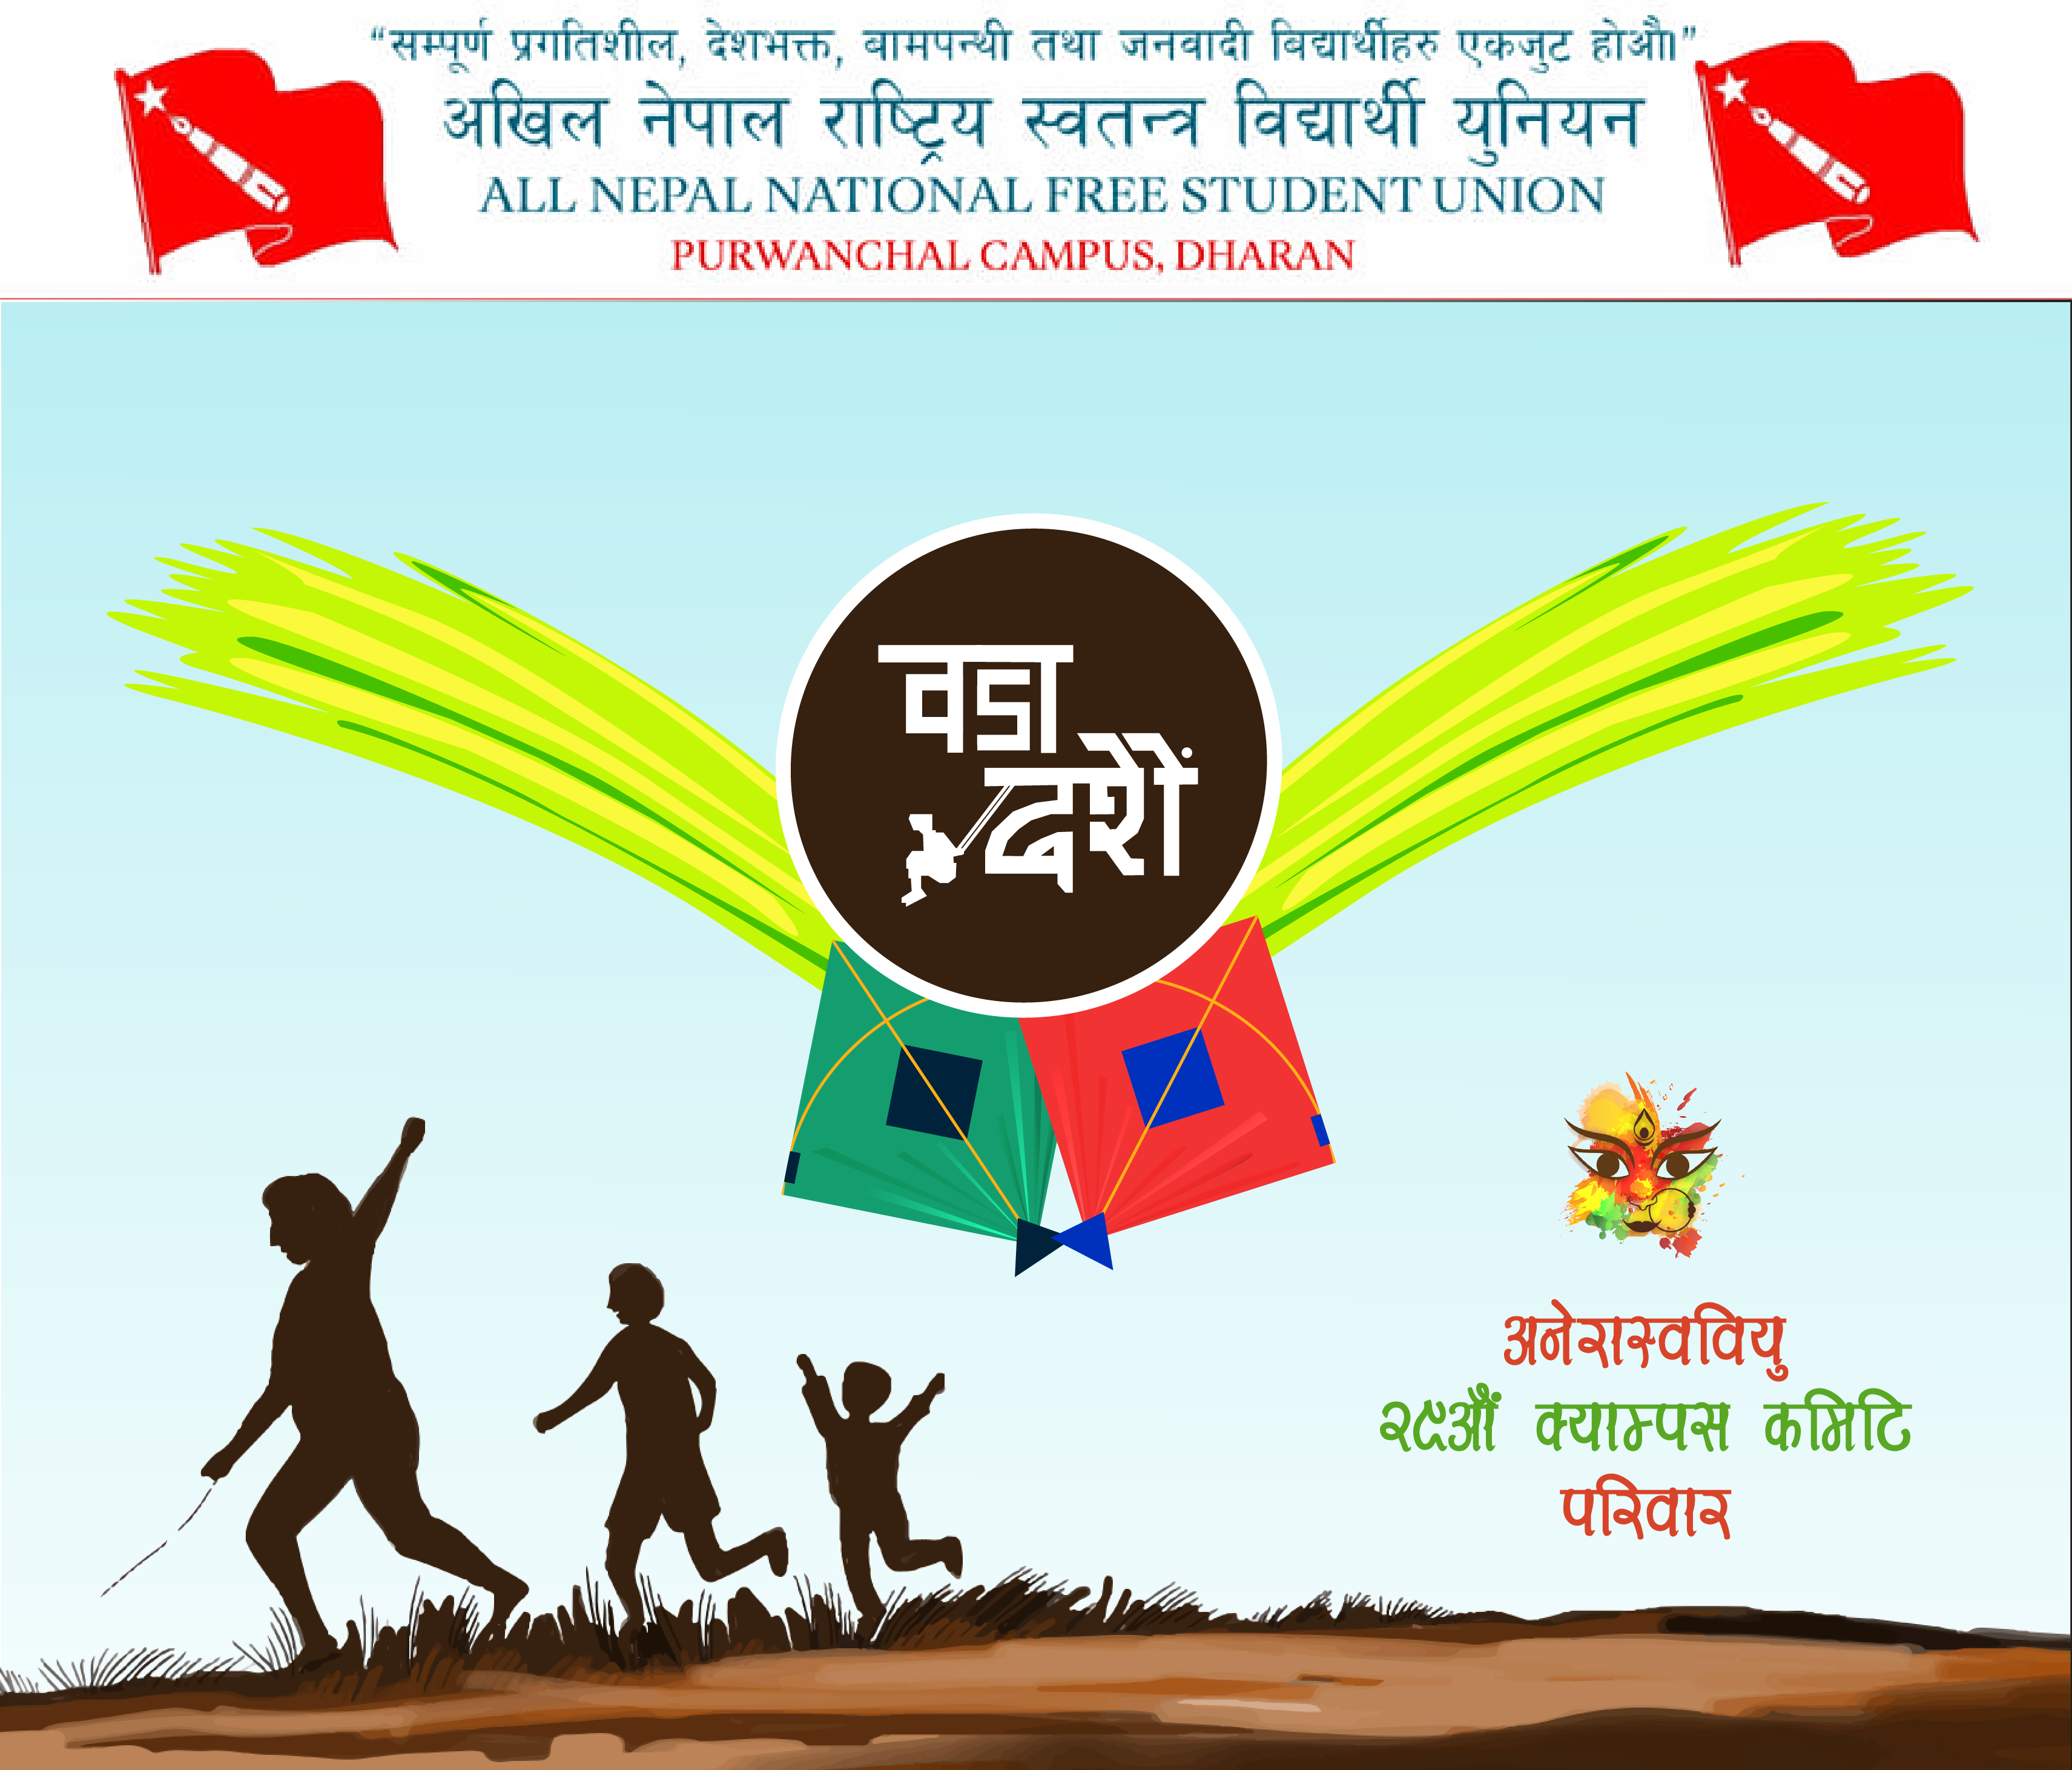 “सम्पूर्ण प्रगतिशील, देशभक्त, बामपन्थी तथा जनवादी बिद्यार्थीहरु एकजुट होऔं”
अखिल नेपाल राष्ट्रिय स्वतन्त्र विद्यार्थी युनियन
ALL NEPAL NATIONAL FREE STUDENT UNION
PURWANCHAL CAMPUS, DHARAN
वडा
दशैं
अनेरास्ववियु
२९औं क्याम्पस कमिटि
परिवार